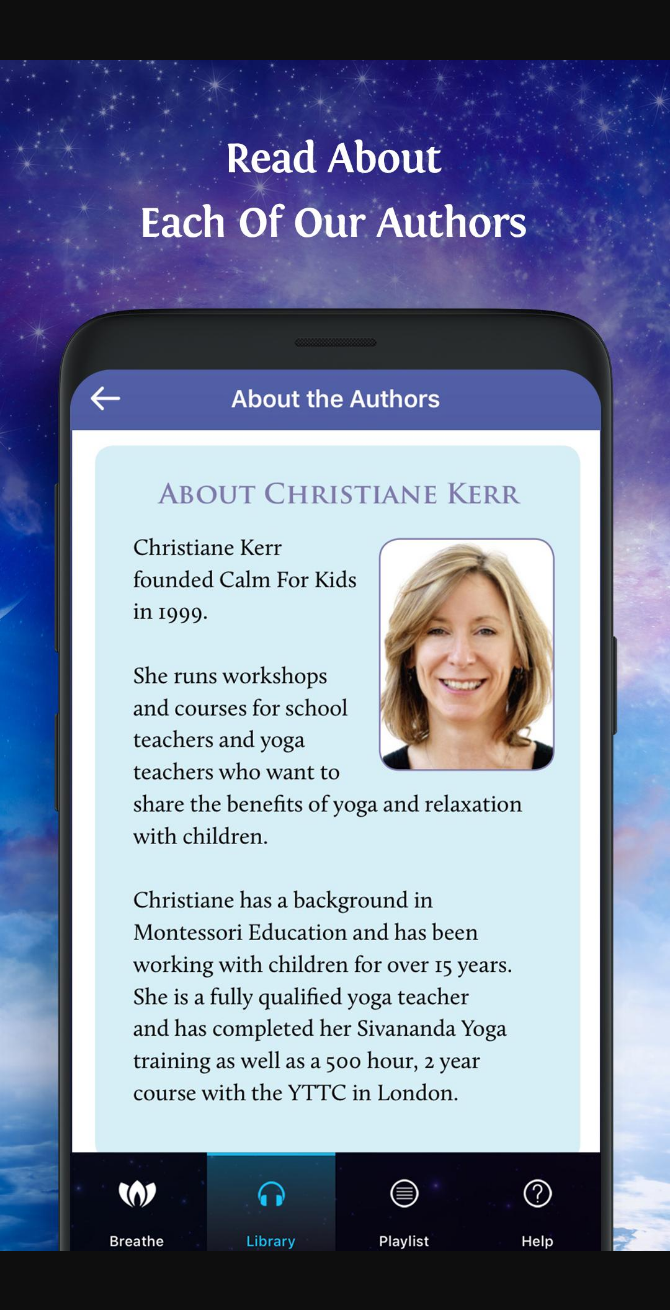 Read About
Each Of Our Authors
About the Authors
About Christiane Kerr
Christiane Kerr
founded Calm For Kids
in 1999.
She runs workshops
and courses for school
teachers and yoga
teachers who want to
share the benefits of yoga and relaxation
with children.
Christiane has a background in
Montessori Education and has been
working with children for over 15 years.
She is a fully qualified yoga teacher
and has completed her Sivananda Yoga
training as well as a 500 hour, 2 year
course with the YTTC in London.
Breathe Library Playlist Help